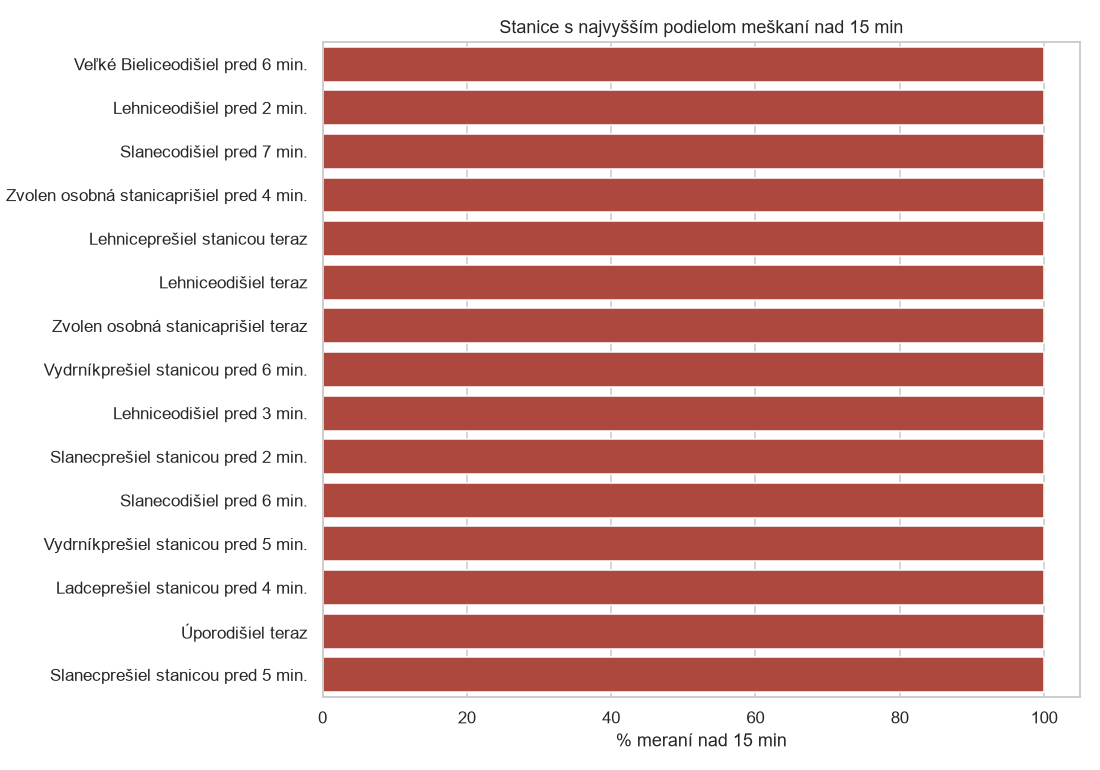 Stanice s najvyšším podielom meškaní nad 15 min
Veľké Bieliceodišiel pred 6 min.
Lehniceodišiel pred 2 min.
Slanecodišiel pred 7 min.
Zvolen osobná stanicaprišiel pred 4 min.
Lehniceprešiel stanicou teraz
Lehniceodišiel teraz
Zvolen osobná stanicaprišiel teraz
Vydrníkprešiel stanicou pred 6 min.
Lehniceodišiel pred 3 min.
Slanecprešiel stanicou pred 2 min.
Slanecodišiel pred 6 min.
Vydrníkprešiel stanicou pred 5 min.
Ladceprešiel stanicou pred 4 min.
Úporodišiel teraz
Slanecprešiel stanicou pred 5 min.
0 20 40 60 80 100
% meraní nad 15 min